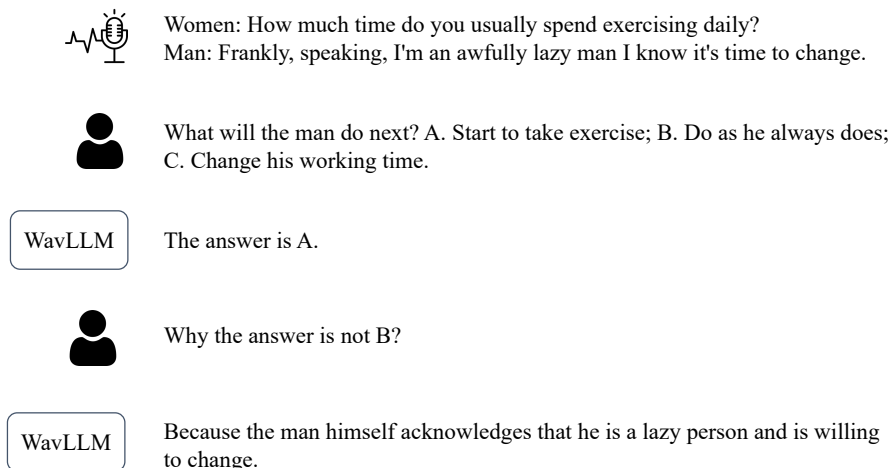 Women: How much time do you usually spend exercising daily?
Man: Frankly, speaking, I'm an awfully lazy man I know it's time to change.
What will the man do next? A. Start to take exercise; B. Do as he always does;
C. Change his working time.
WavLLM
The answer is A.
Why the answer is not B?
WavLLM
Because the man himself acknowledges that he is a lazy person and is willing
to change.